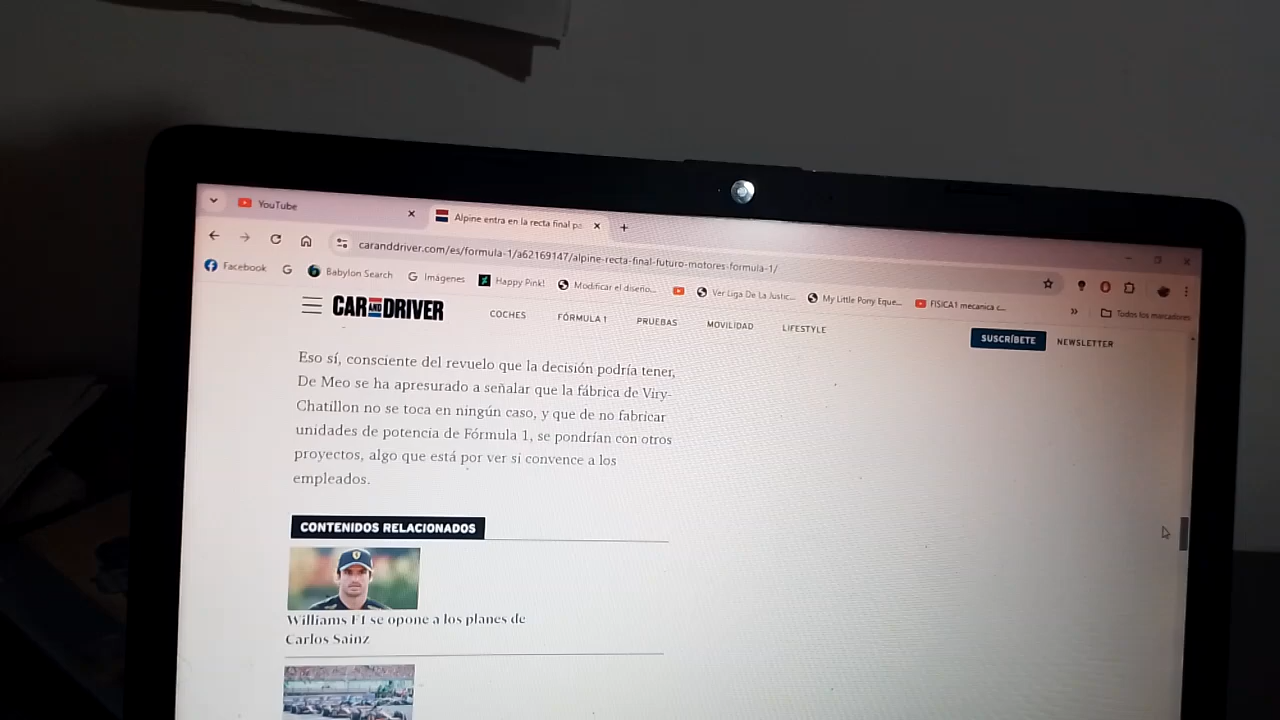 YouTube
Alpine entra en la recta final pa
caranddriver.com/es/formula-1/a62169147/alpine-recta-final-futuro-motores-formula-1/
Facebook
Babylon Search
Imágenes
Happy Pink!
Modificar el diseño...
Ver Liga De La Justic...
My Little Pony Eque...
FISICA1 mecanica c...
Todos los marcadores
CAR AND DRIVER
COCHES
FÓRMULA 1
PRUEBAS
MOVILIDAD
LIFESTYLE
SUSCRÍBETE
NEWSLETTER
Eso sí, consciente del revuelo que la decisión podría tener,
De Meo se ha apresurado a señalar que la fábrica de Viry-
Chatillon no se toca en ningún caso, y que de no fabricar
unidades de potencia de Fórmula 1, se pondrían con otros
proyectos, algo que está por ver si convence a los
empleados.
CONTENIDOS RELACIONADOS
Williams F1 se opone a los planes de
Carlos Sainz